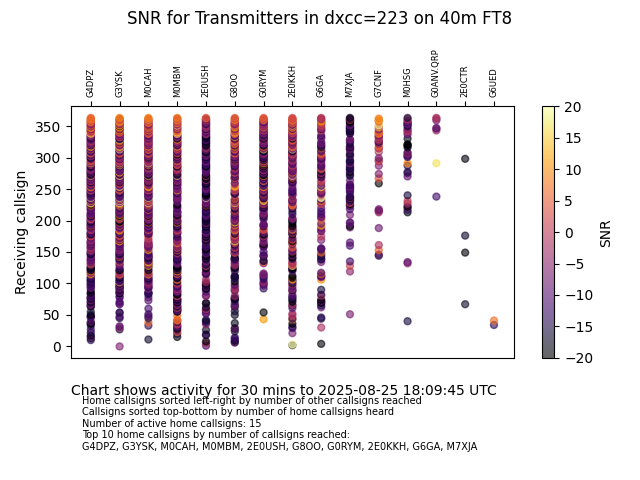 SNR for Transmitters in dxcc=223 on 40m FT8
G4DPZ G3YSK M0CAH M0MBM 2E0USH G8OO G0RYM 2E0KKH G6GA M7XJA G7CNF M0HSG G0ANV.QRP 2E0CTR G6UED
350
300
250
200
150
100
50
0
Receiving callsign
20
15
10
5
0
−5
−10
−15
−20
SNR
Chart shows activity for 30 mins to 2025-08-25 18:09:45 UTC
Home callsigns sorted left-right by number of other callsigns reached
Callsigns sorted top-bottom by number of home callsigns heard
Number of active home callsigns: 15
Top 10 home callsigns by number of callsigns reached:
G4DPZ, G3YSK, M0CAH, M0MBM, 2E0USH, G8OO, G0RYM, 2E0KKH, G6GA, M7XJA